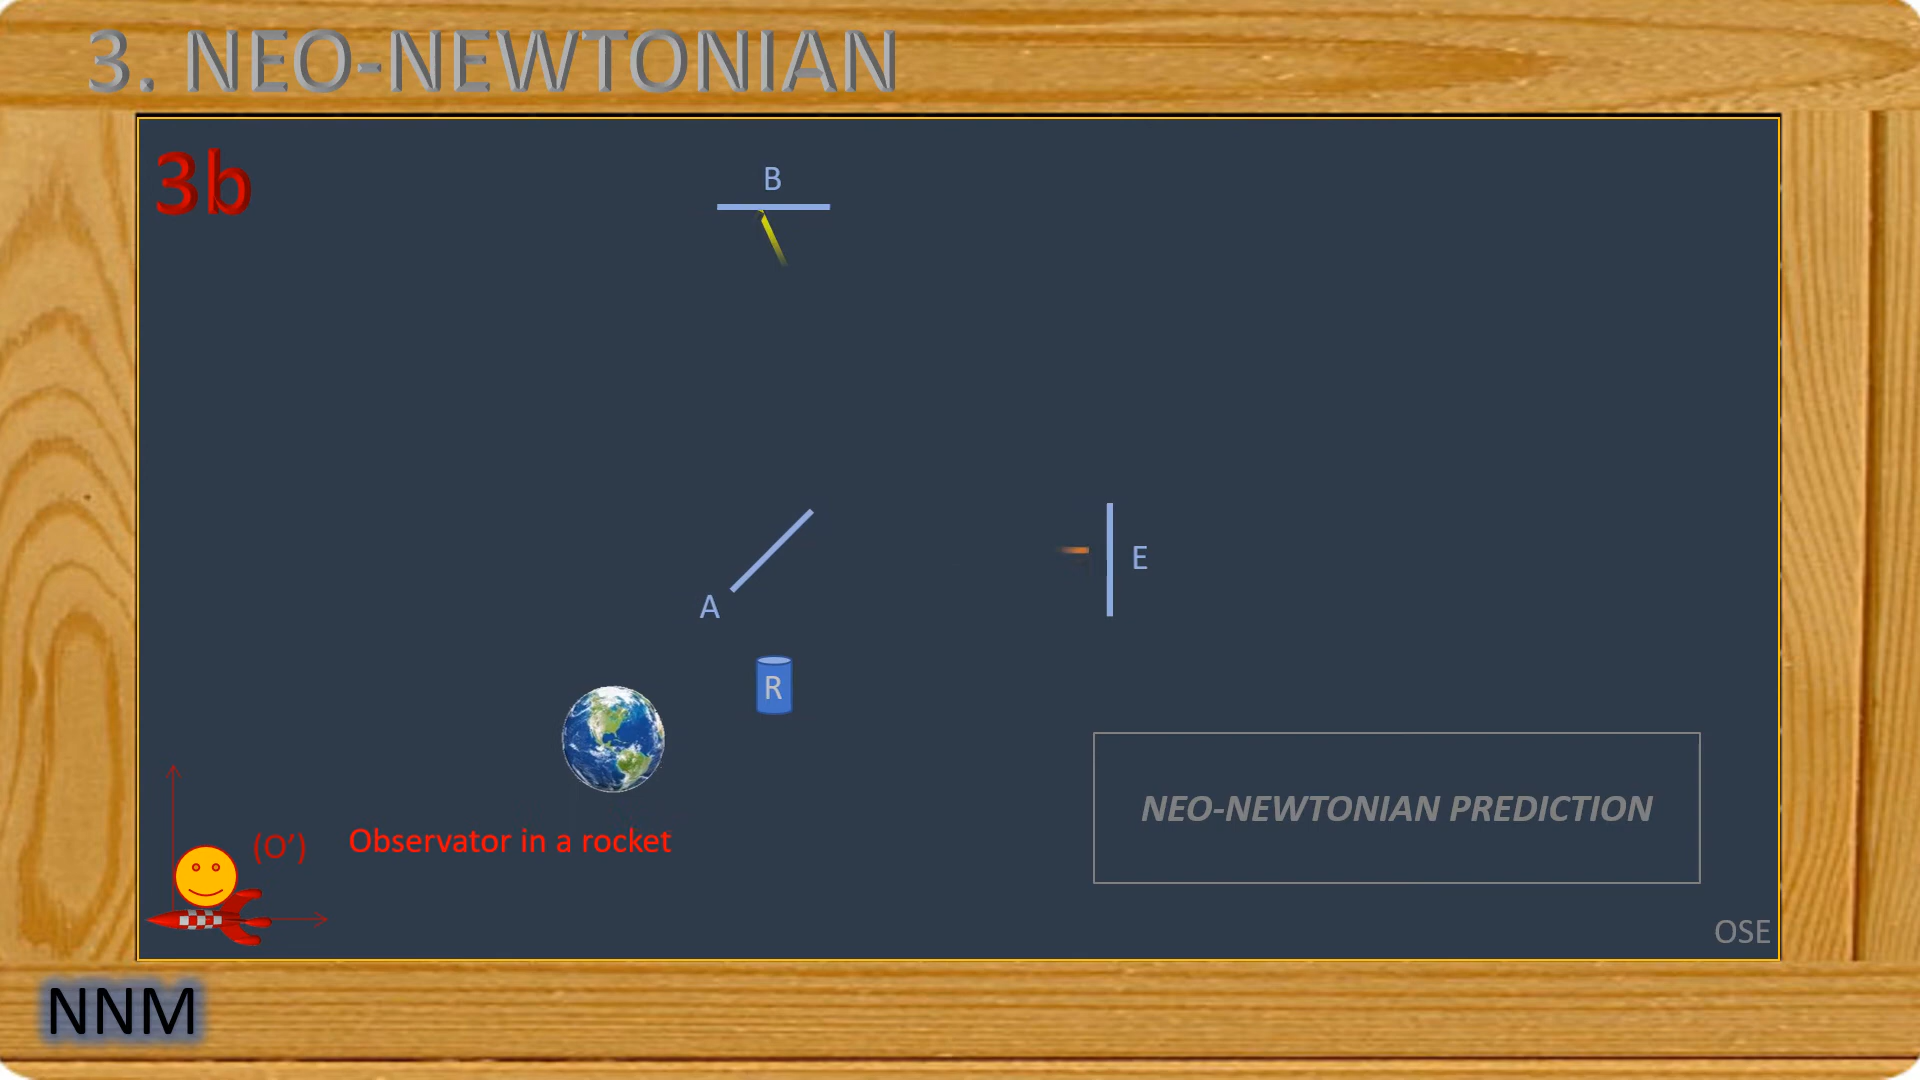 3. NEO-NEWTONIAN
3b
B
E
A
R
NEO-NEWTONIAN PREDICTION
(O')
Observator in a rocket
OSE
NNM